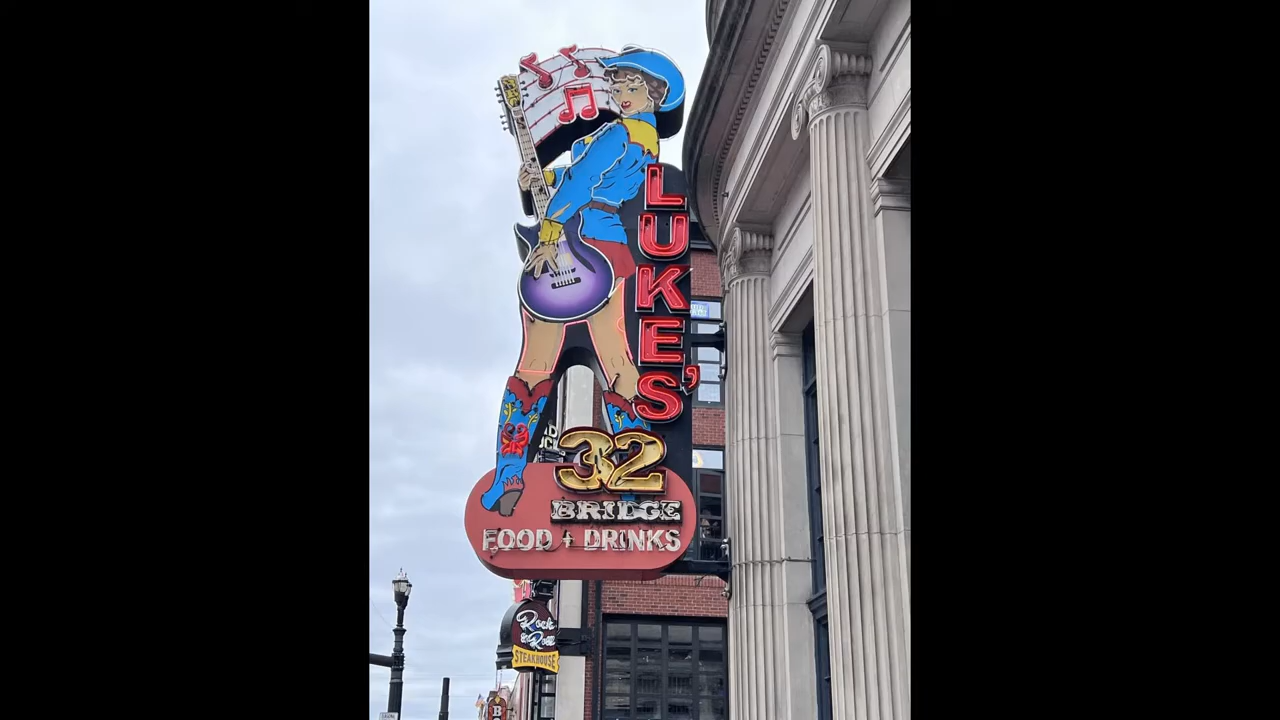 LUKES'
32
BRIDGE
FOOD + DRINKS
Rock
& Roll
STEAKHOUSE